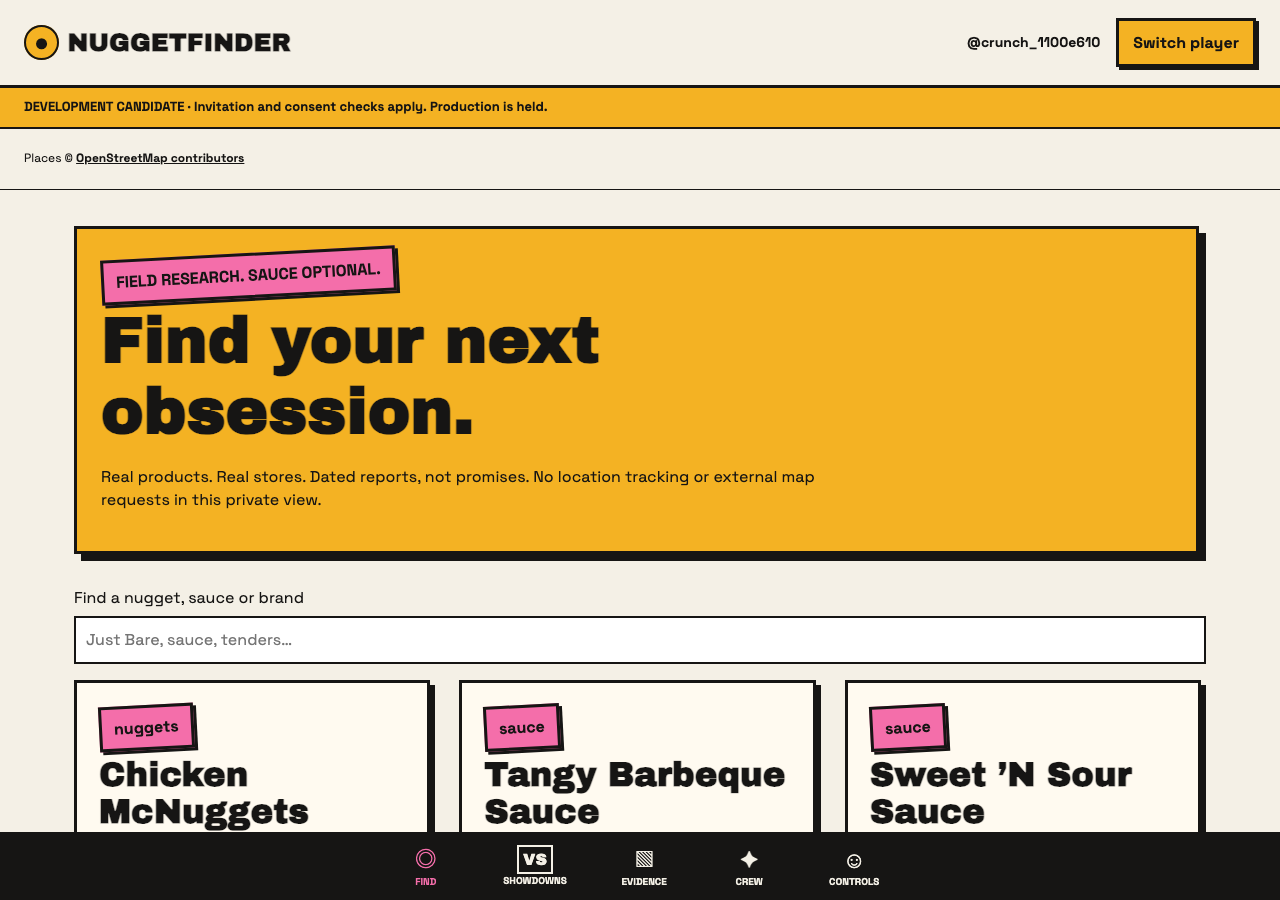 NUGGETFINDER
@crunch_1100e610
Switch player
DEVELOPMENT CANDIDATE · Invitation and consent checks apply. Production is held.
Places © OpenStreetMap contributors
FIELD RESEARCH. SAUCE OPTIONAL.
Find your next
obsession.
Real products. Real stores. Dated reports, not promises. No location tracking or external map
requests in this private view.
Find a nugget, sauce or brand
Just Bare, sauce, tenders…
nuggets
Chicken
McNuggets
sauce
Tangy Barbeque
Sauce
sauce
Sweet ’N Sour
Sauce
FIND
VS
SHOWDOWNS
EVIDENCE
CREW
CONTROLS